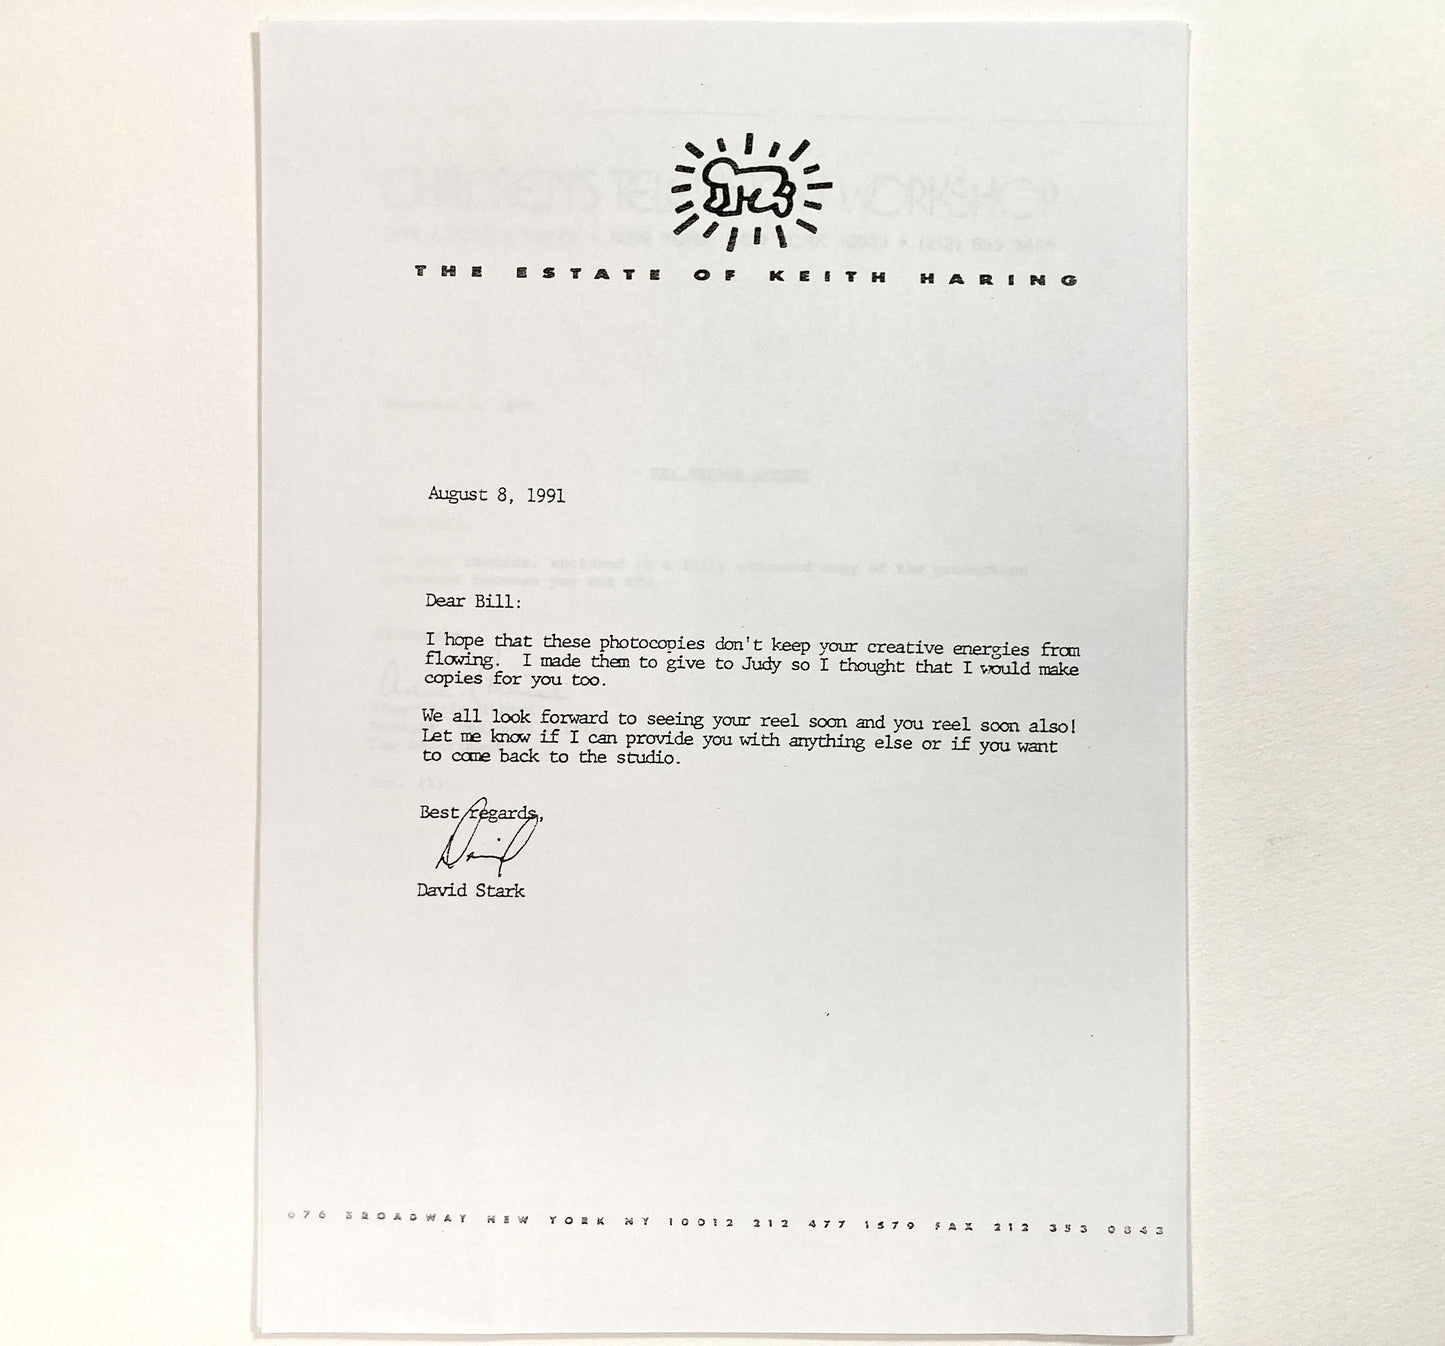 THE ESTATE OF KEITH HARING
August 8, 1991
Dear Bill:
I hope that these photocopies don't keep your creative energies from
flowing. I made them to give to Judy so I thought that I would make
copies for you too.
We all look forward to seeing your reel soon and you reel soon also!
Let me know if I can provide you with anything else or if you want
to come back to the studio.
Best regards,
David
David Stark
676 BROADWAY NEW YORK NY 10012 212 477 1579 FAX 212 353 0843